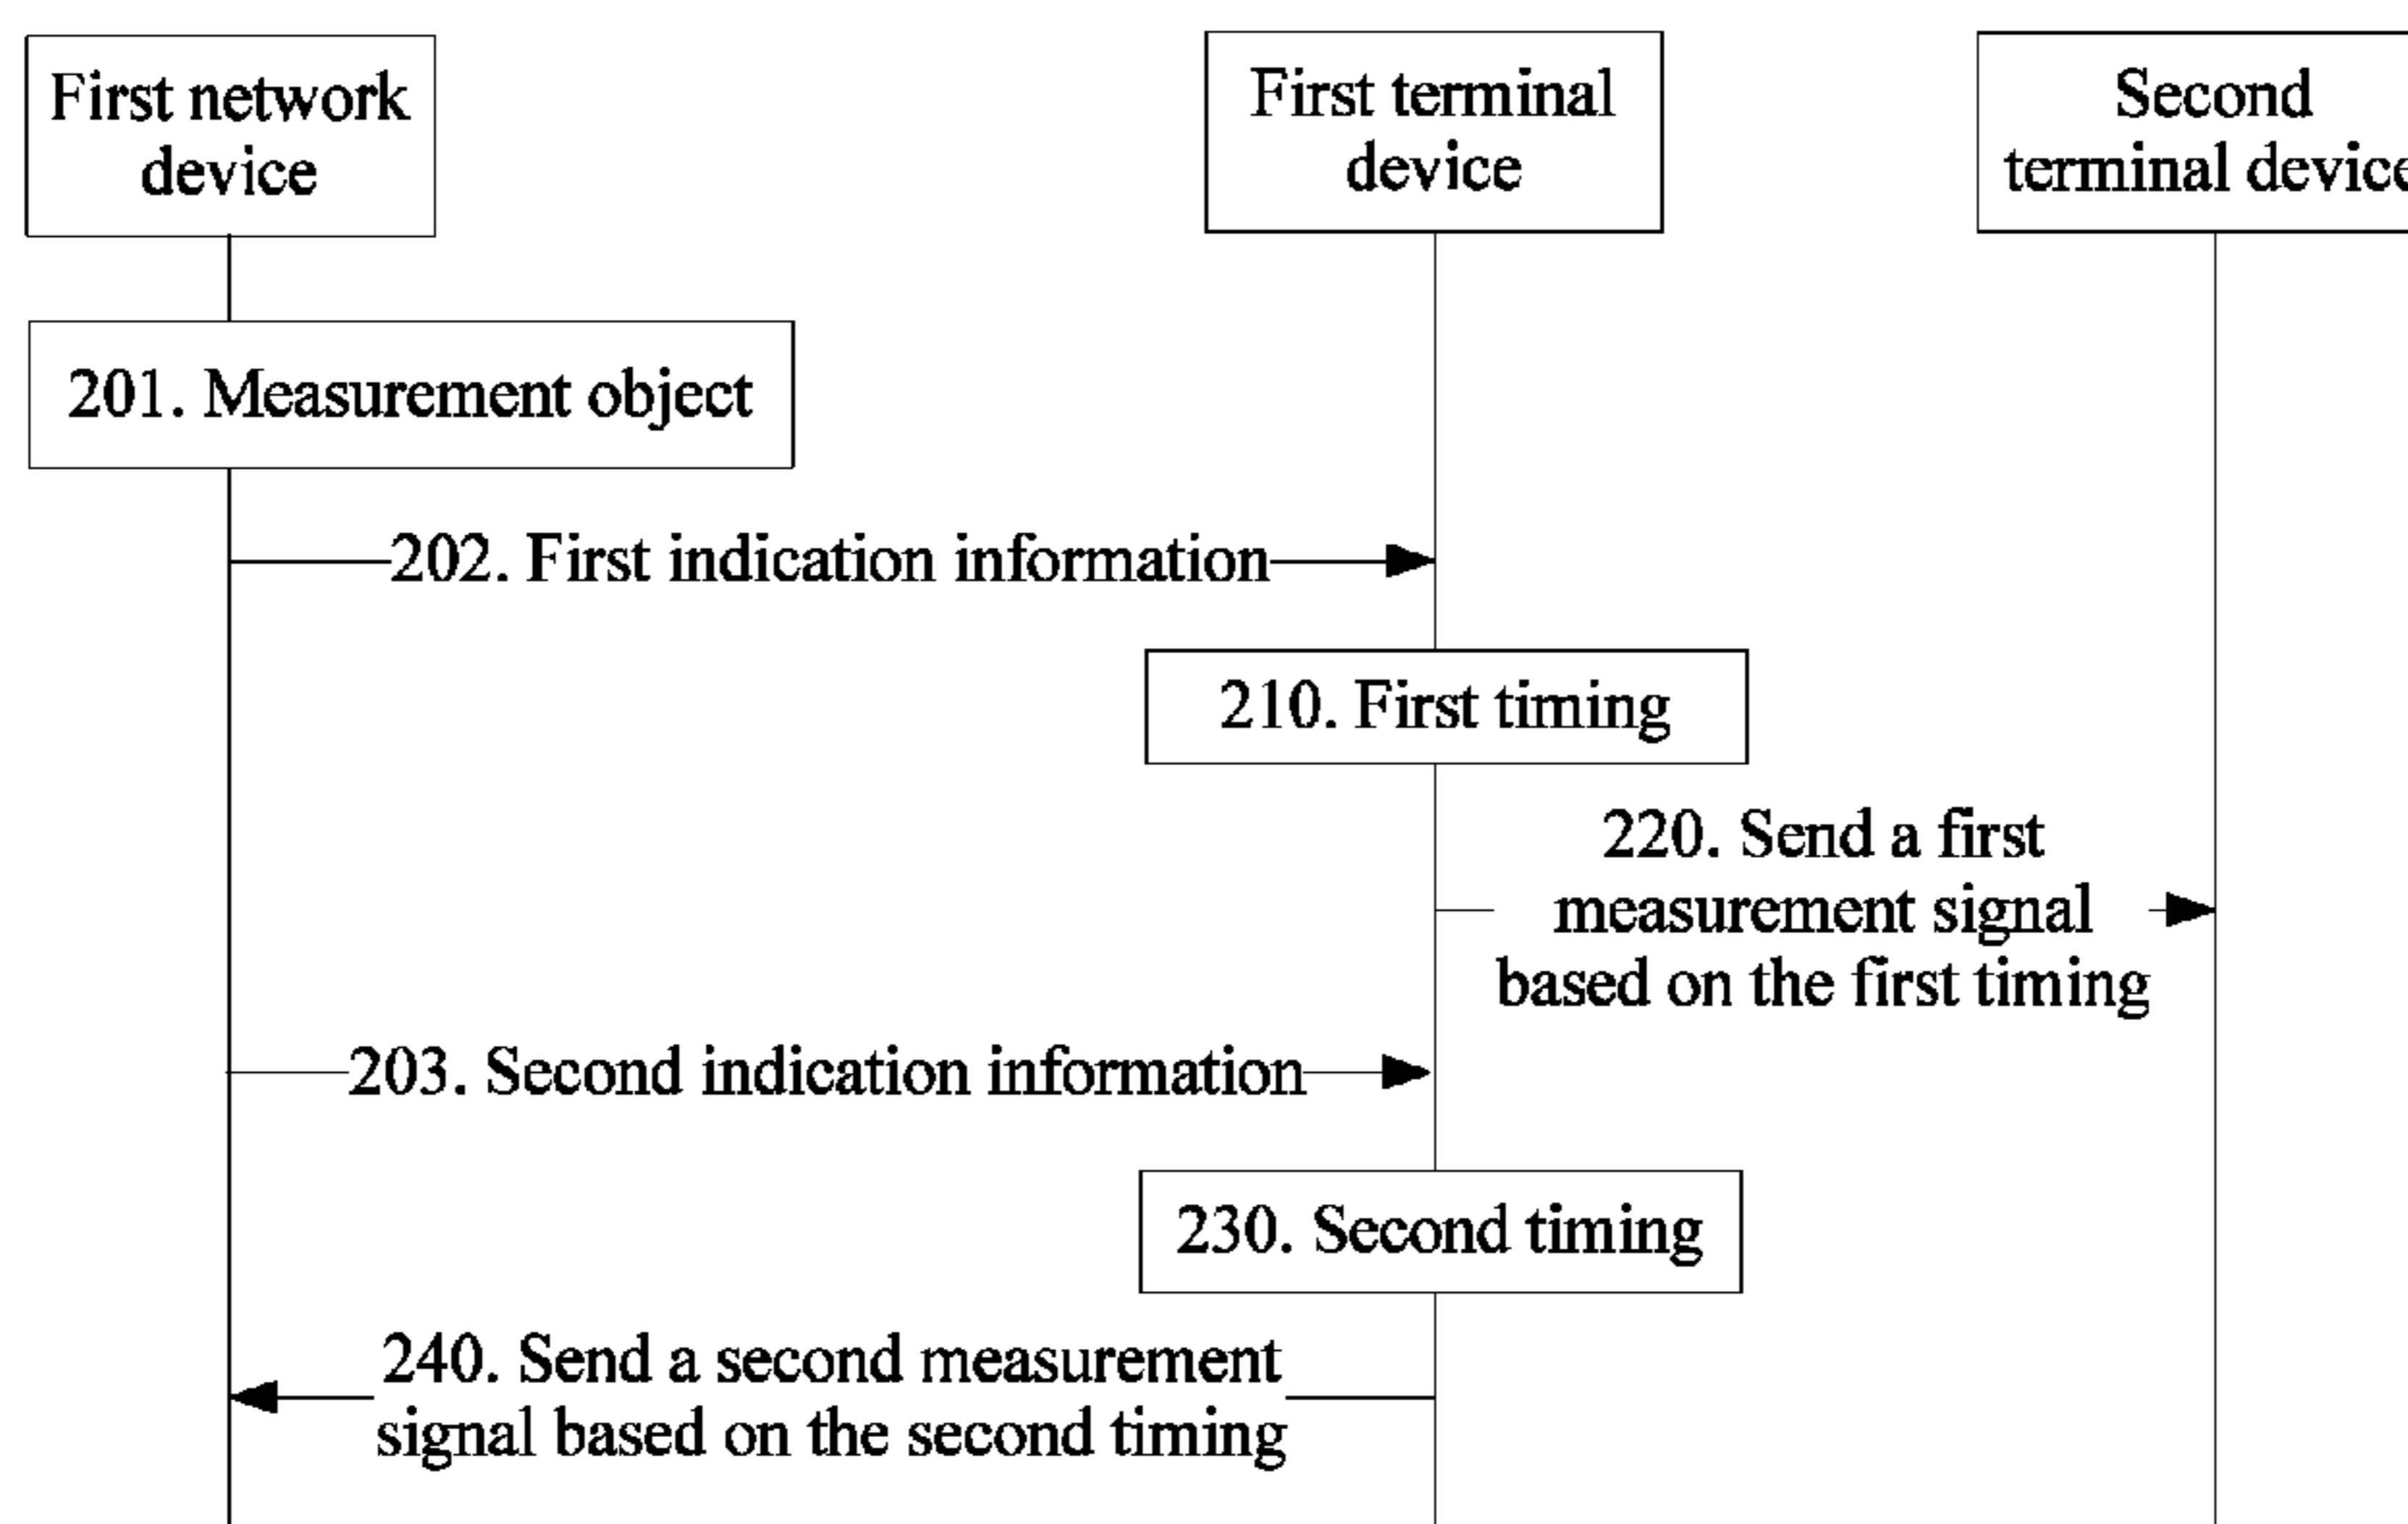 First network
device
First terminal
device
Second
terminal device
201. Measurement object
202. First indication information
210. First timing
220. Send a first
measurement signal
based on the first timing
203. Second indication information
230. Second timing
240. Send a second measurement
signal based on the second timing